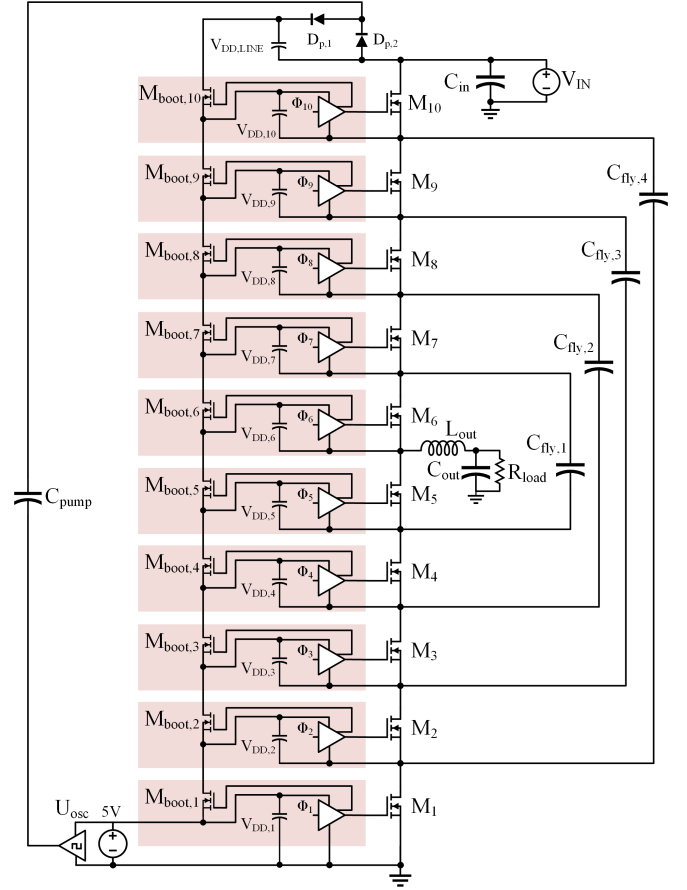 D_p,1
V_DD,LINE
D_p,2
C_in
V_IN
M_boot,10
Φ_10
M_10
V_DD,10
C_fly,4
M_boot,9
Φ_9
M_9
V_DD,9
C_fly,3
M_boot,8
Φ_8
M_8
V_DD,8
C_fly,2
M_boot,7
Φ_7
M_7
V_DD,7
M_boot,6
Φ_6
M_6
V_DD,6
L_out
C_fly,1
C_out
R_load
M_boot,5
Φ_5
M_5
V_DD,5
C_pump
M_boot,4
Φ_4
M_4
V_DD,4
M_boot,3
Φ_3
M_3
V_DD,3
M_boot,2
Φ_2
M_2
V_DD,2
M_boot,1
Φ_1
M_1
V_DD,1
U_osc
5V